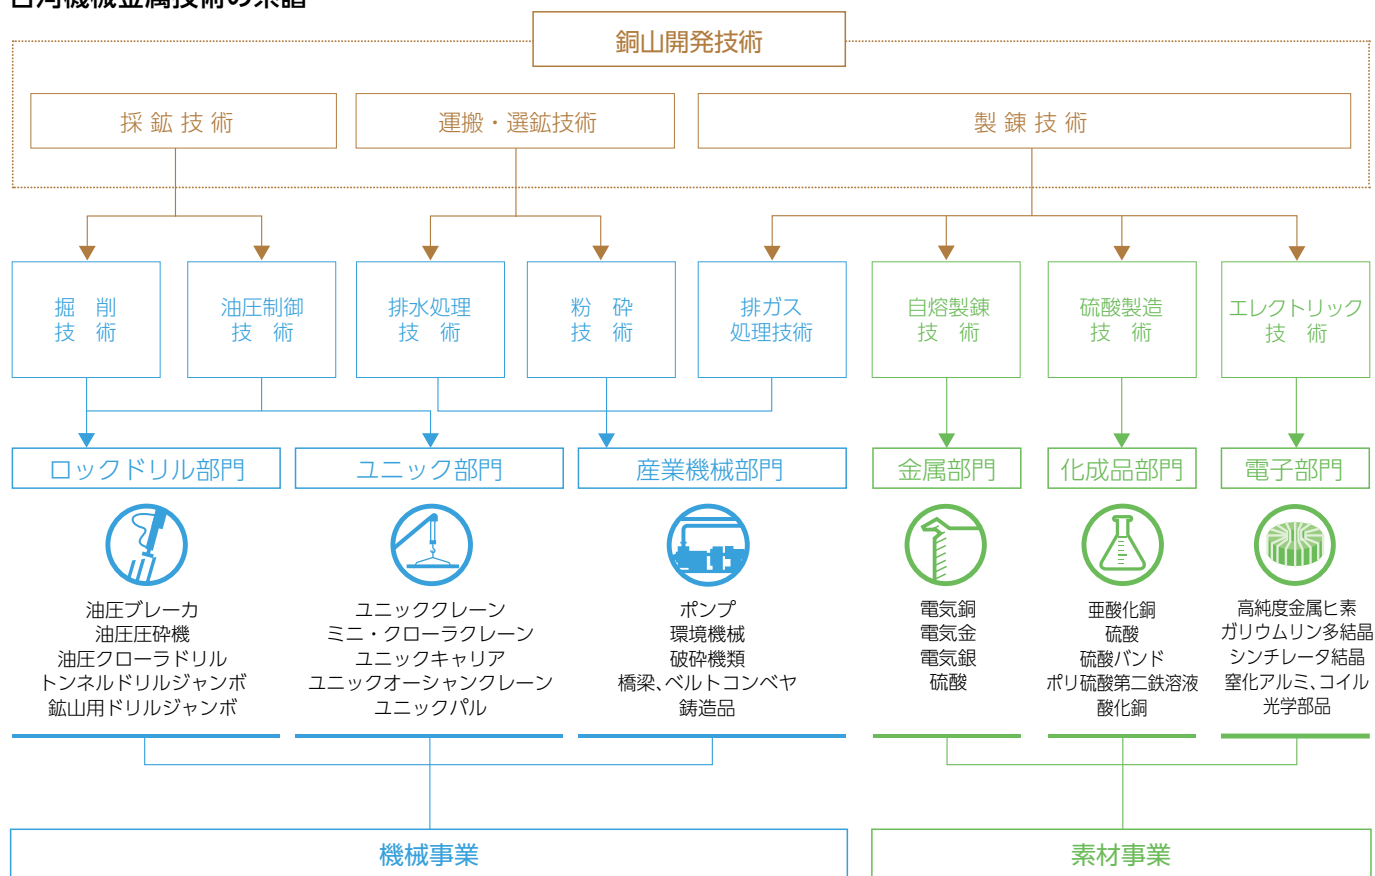 古河機械金属技術の系譜
銅山開発技術
採鉱技術
運搬・選鉱技術
製錬技術
掘削
技術
油圧制御
技術
排水処理
技術
粉砕
技術
排ガス
処理技術
自熔製錬
技術
硫酸製造
技術
エレクトリック
技術
ロックドリル部門
ユニック部門
産業機械部門
金属部門
化成品部門
電子部門
油圧ブレーカ
油圧圧砕機
油圧クローラドリル
トンネルドリルジャンボ
鉱山用ドリルジャンボ
ユニッククレーン
ミニ・クローラクレーン
ユニックキャリア
ユニックオーシャンクレーン
ユニックパル
ポンプ
環境機械
破砕機類
橋梁、ベルトコンベヤ
鋳造品
電気銅
電気金
電気銀
硫酸
亜酸化銅
硫酸
硫酸バンド
ポリ硫酸第二鉄溶液
酸化銅
高純度金属ヒ素
ガリウムリン多結晶
シンチレータ結晶
窒化アルミ、コイル
光学部品
機械事業
素材事業